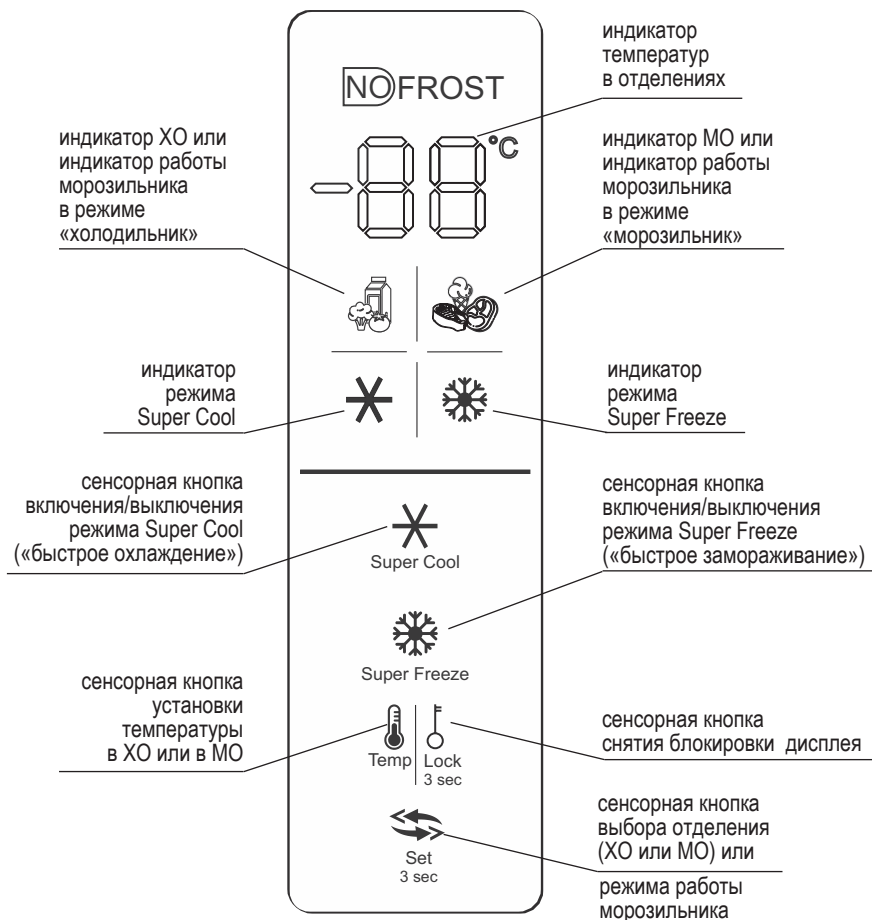 индикатор
температур
в отделениях
NOFROST
°C
индикатор ХО или
индикатор работы
морозильника
в режиме
«холодильник»
индикатор МО или
индикатор работы
морозильника
в режиме
«морозильник»
индикатор
режима
Super Cool
индикатор
режима
Super Freeze
сенсорная кнопка
включения/выключения
режима Super Cool
(«быстрое охлаждение»)
Super Cool
сенсорная кнопка
включения/выключения
режима Super Freeze
(«быстрое замораживание»)
Super Freeze
сенсорная кнопка
установки
температуры
в ХО или в МО
Temp
Lock
3 sec
сенсорная кнопка
снятия блокировки дисплея
Set
3 sec
сенсорная кнопка
выбора отделения
(ХО или МО) или
режима работы
морозильника